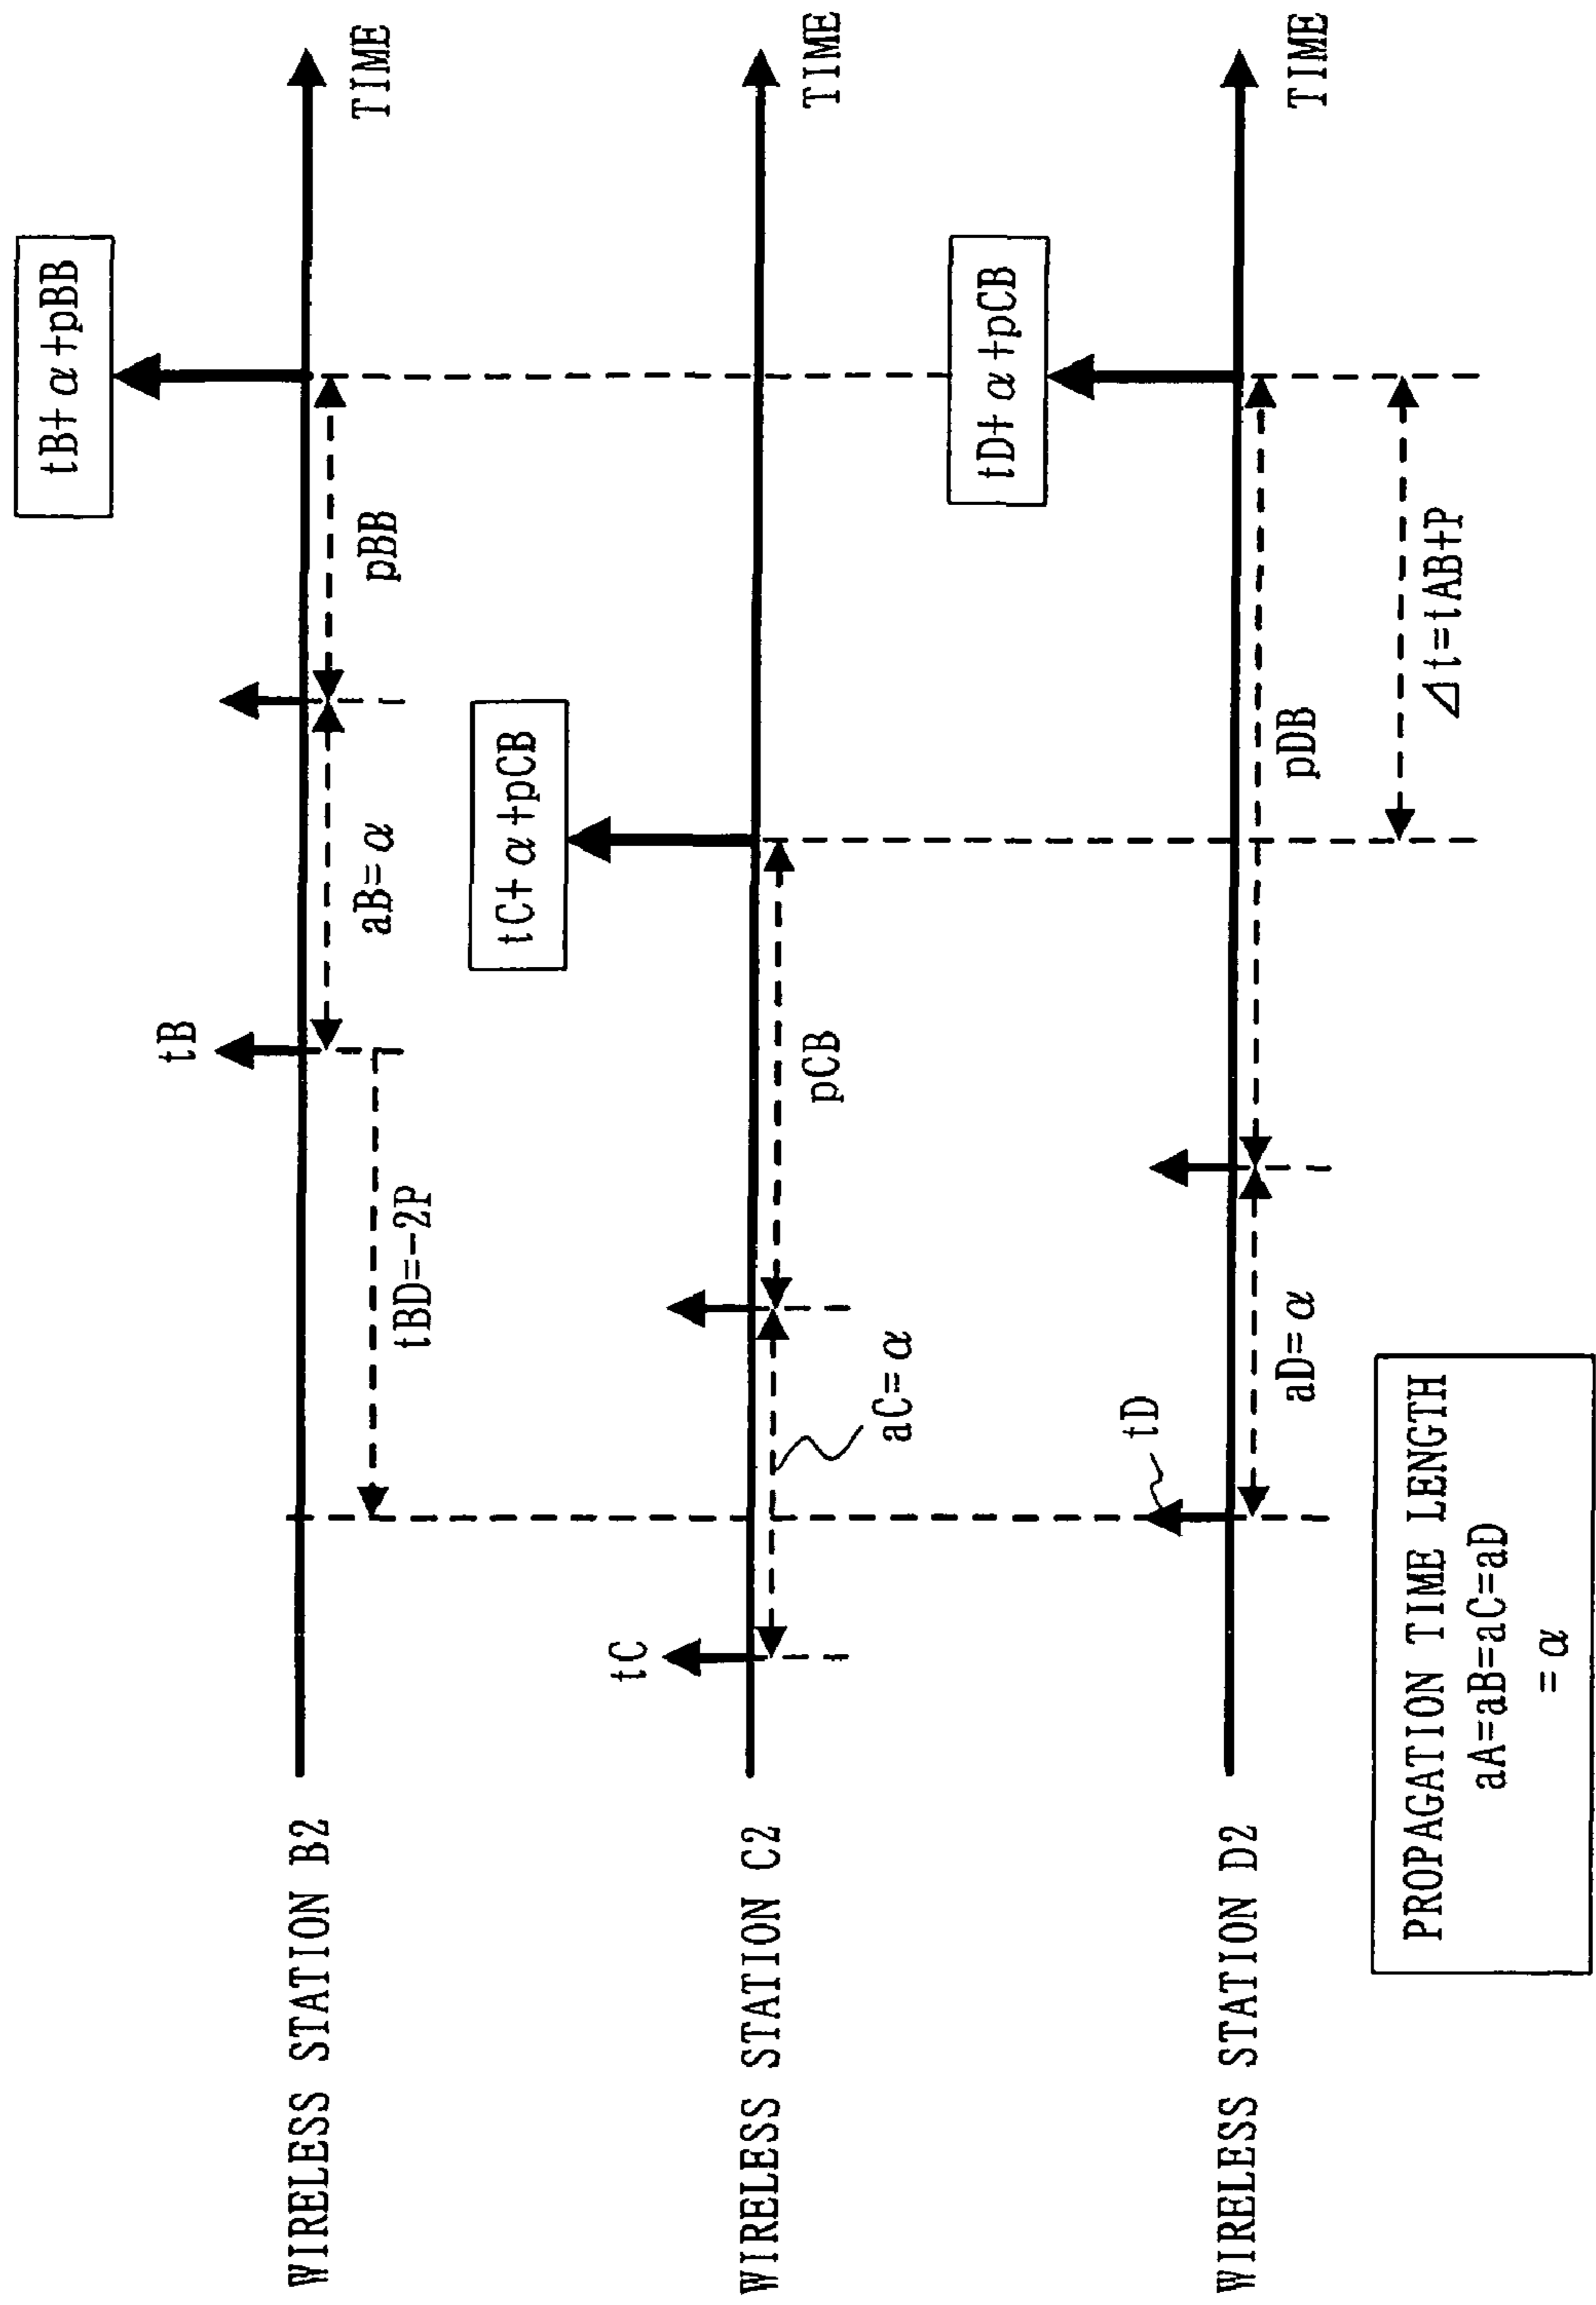 WIRELESS STATION B2
tBD=-2P
tB
aB=α
pBB
tB+α+pBB
TIME
WIRELESS STATION C2
tC
aC=α
pCB
tC+α+pCB
TIME
WIRELESS STATION D2
tD
aD=α
pDB
tD+α+pCB
TIME
⊿t=tAB+P
PROPAGATION TIME LENGTH
aA=aB=aC=aD
=α